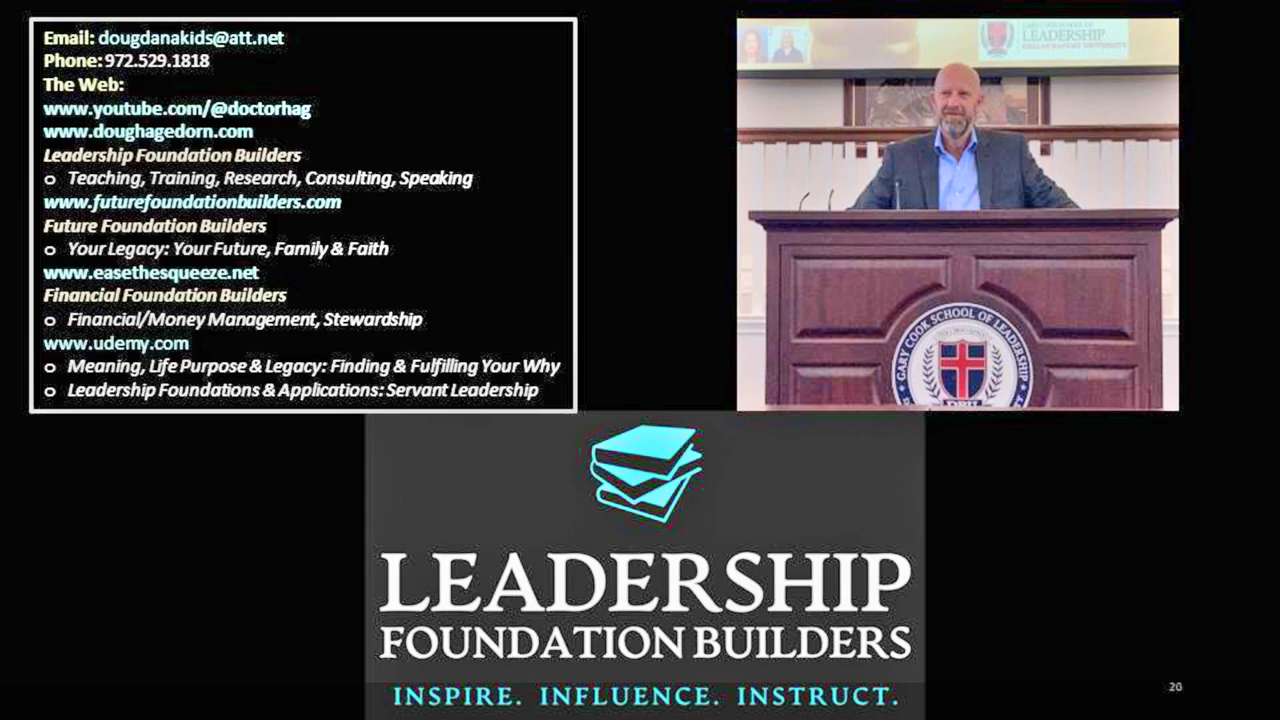 Email: dougdanakids@att.net
Phone: 972.529.1818
The Web:
www.youtube.com/@doctorhag
www.doughagedorn.com
Leadership Foundation Builders
o Teaching, Training, Research, Consulting, Speaking
www.futurefoundationbuilders.com
Future Foundation Builders
o Your Legacy: Your Future, Family & Faith
www.easethesqueeze.net
Financial Foundation Builders
o Financial/Money Management, Stewardship
www.udemy.com
o Meaning, Life Purpose & Legacy: Finding & Fulfilling Your Why
o Leadership Foundations & Applications: Servant Leadership
LEADERSHIP
GARY COOK SCHOOL OF LEADERSHIP
DBU
LEADERSHIP
FOUNDATION BUILDERS
INSPIRE. INFLUENCE. INSTRUCT.
20